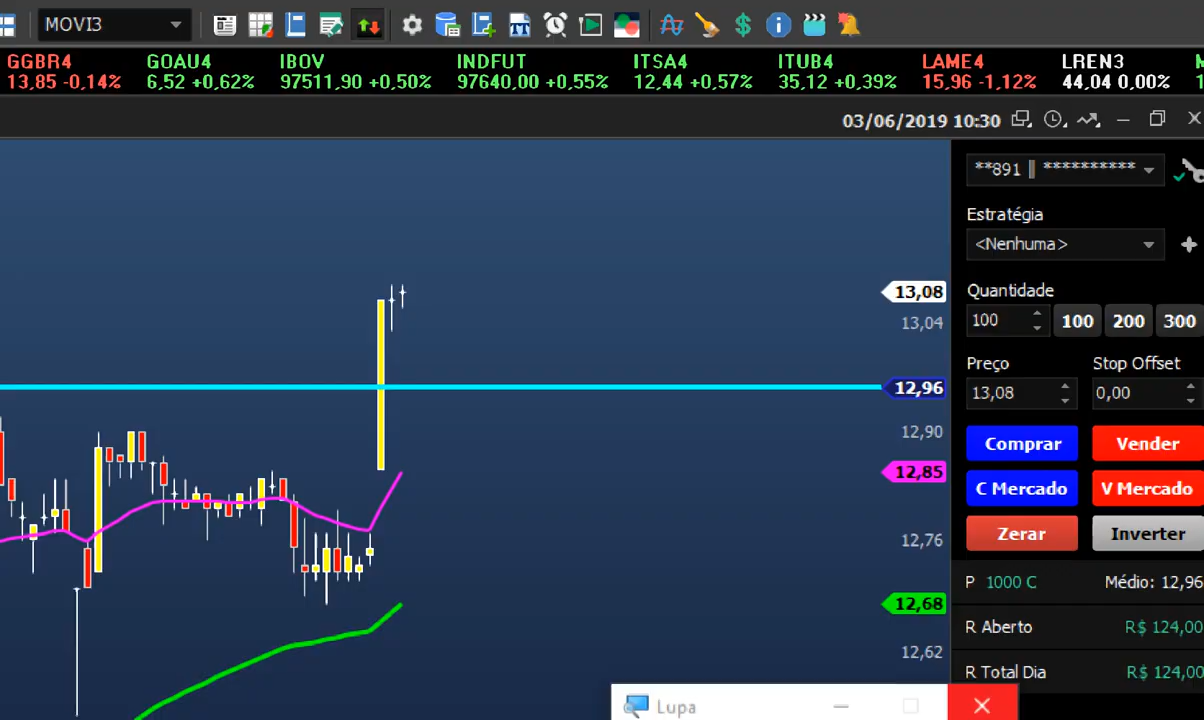 MOVI3
GGBR4 GOAU4 IBOV INDFUT ITSA4 ITUB4 LAME4 LREN3
13,85 -0,14% 6,52 +0,62% 97511,90 +0,50% 97640,00 +0,55% 12,44 +0,57% 35,12 +0,39% 15,96 -1,12% 44,04 0,00%
03/06/2019 10:30
**891 || **********
Estratégia
<Nenhuma>
13,08
Quantidade
13,04
100 100 200 300
Preço Stop Offset
12,96
13,08 0,00
12,90
Comprar Vender
12,85
C Mercado V Mercado
12,76
Zerar Inverter
P 1000 C Médio: 12,96
12,68
R Aberto R$ 124,00
12,62
R Total Dia R$ 124,00
Lupa